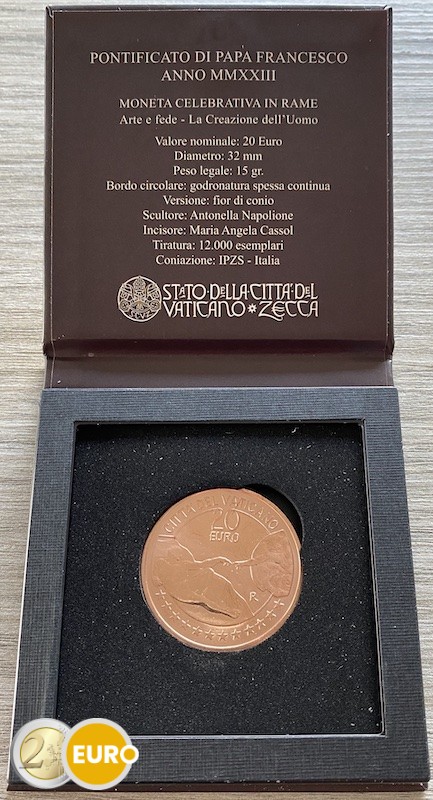 PONTIFICATO DI PAPA FRANCESCO
ANNO MMXXIII
MONETA CELEBRATIVA IN RAME
Arte e fede - La Creazione dell'Uomo
Valore nominale: 20 Euro
Diametro: 32 mm
Peso legale: 15 gr.
Bordo circolare: godronatura spessa continua
Versione: fior di conio
Scultore: Antonella Napolione
Incisore: Maria Angela Cassol
Tiratura: 12.000 esemplari
Coniazione: IPZS - Italia
STATO·DELLA·CITTÀ·DEL
VATICANO * ZECCA
CITTÀ DEL VATICANO
20
EURO
R
2 EURO